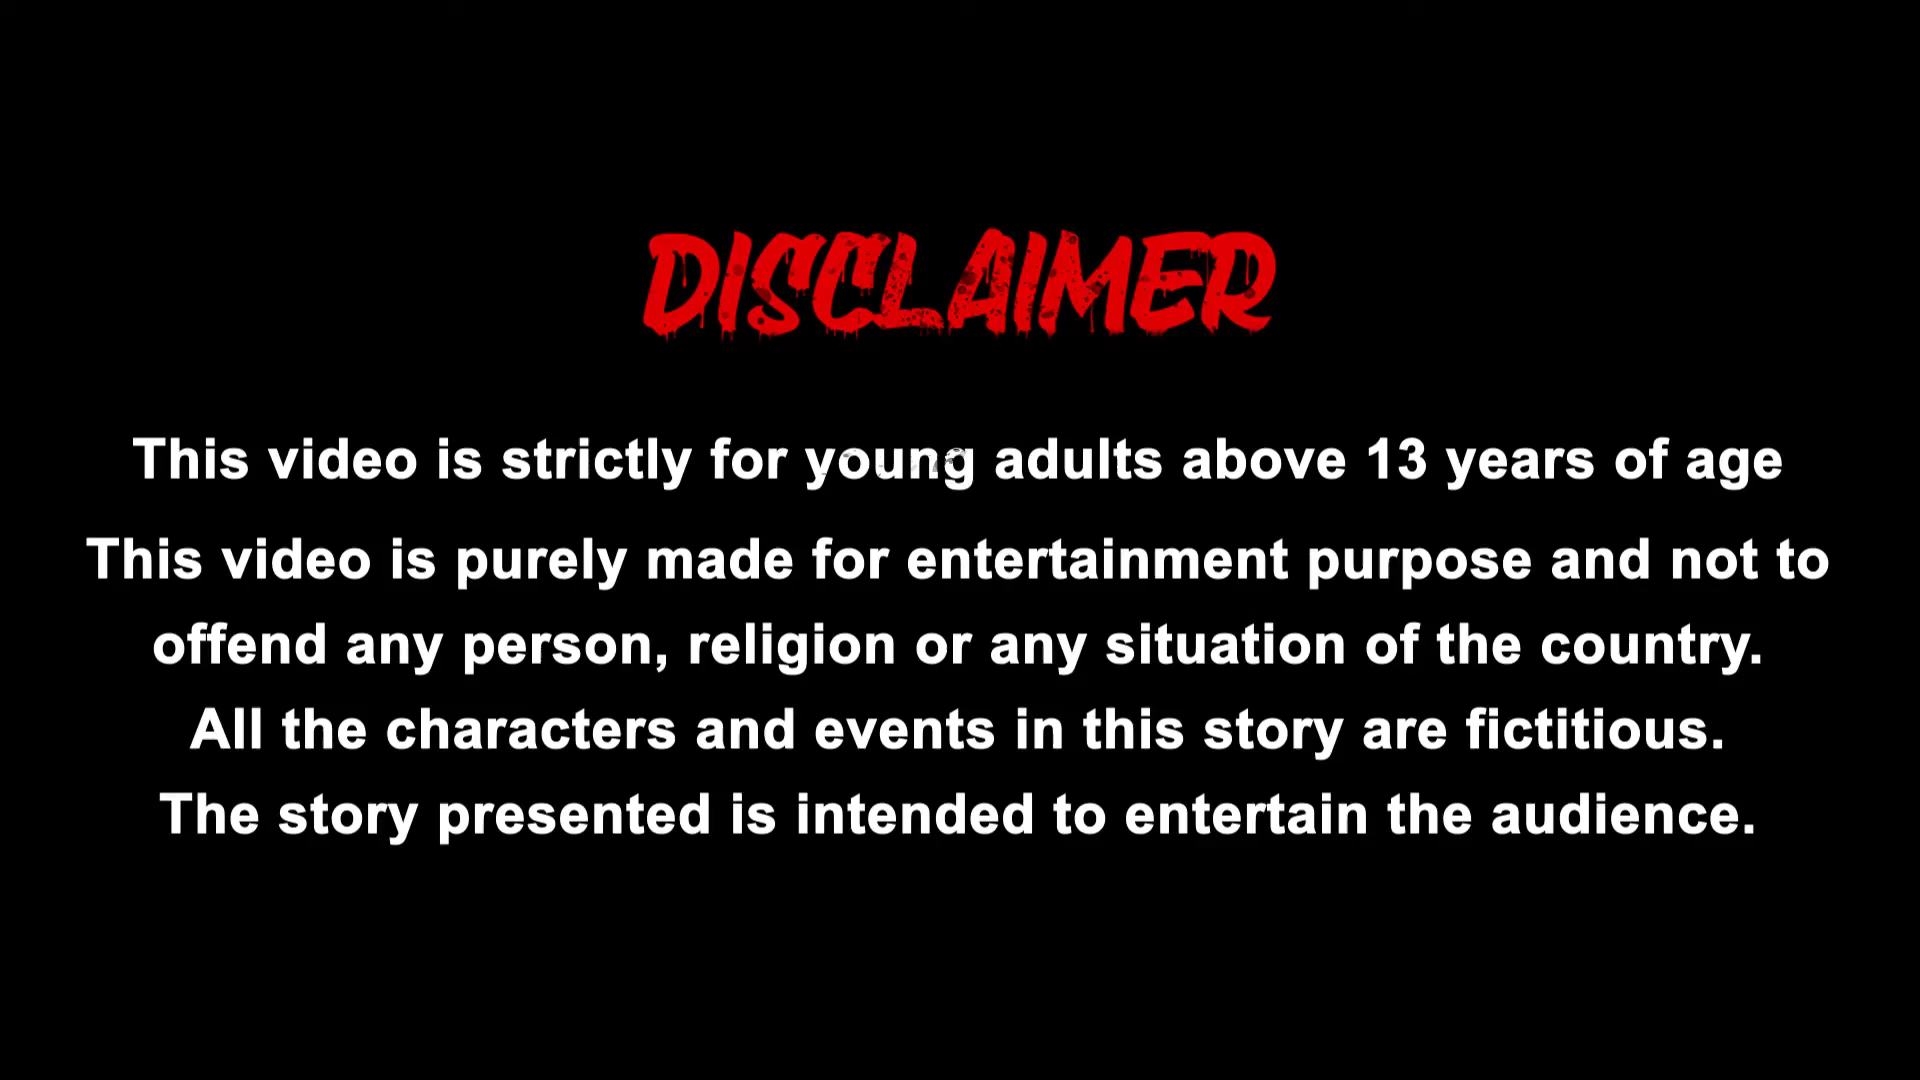 DISCLAIMER
This video is strictly for young adults above 13 years of age
This video is purely made for entertainment purpose and not to
offend any person, religion or any situation of the country.
All the characters and events in this story are fictitious.
The story presented is intended to entertain the audience.